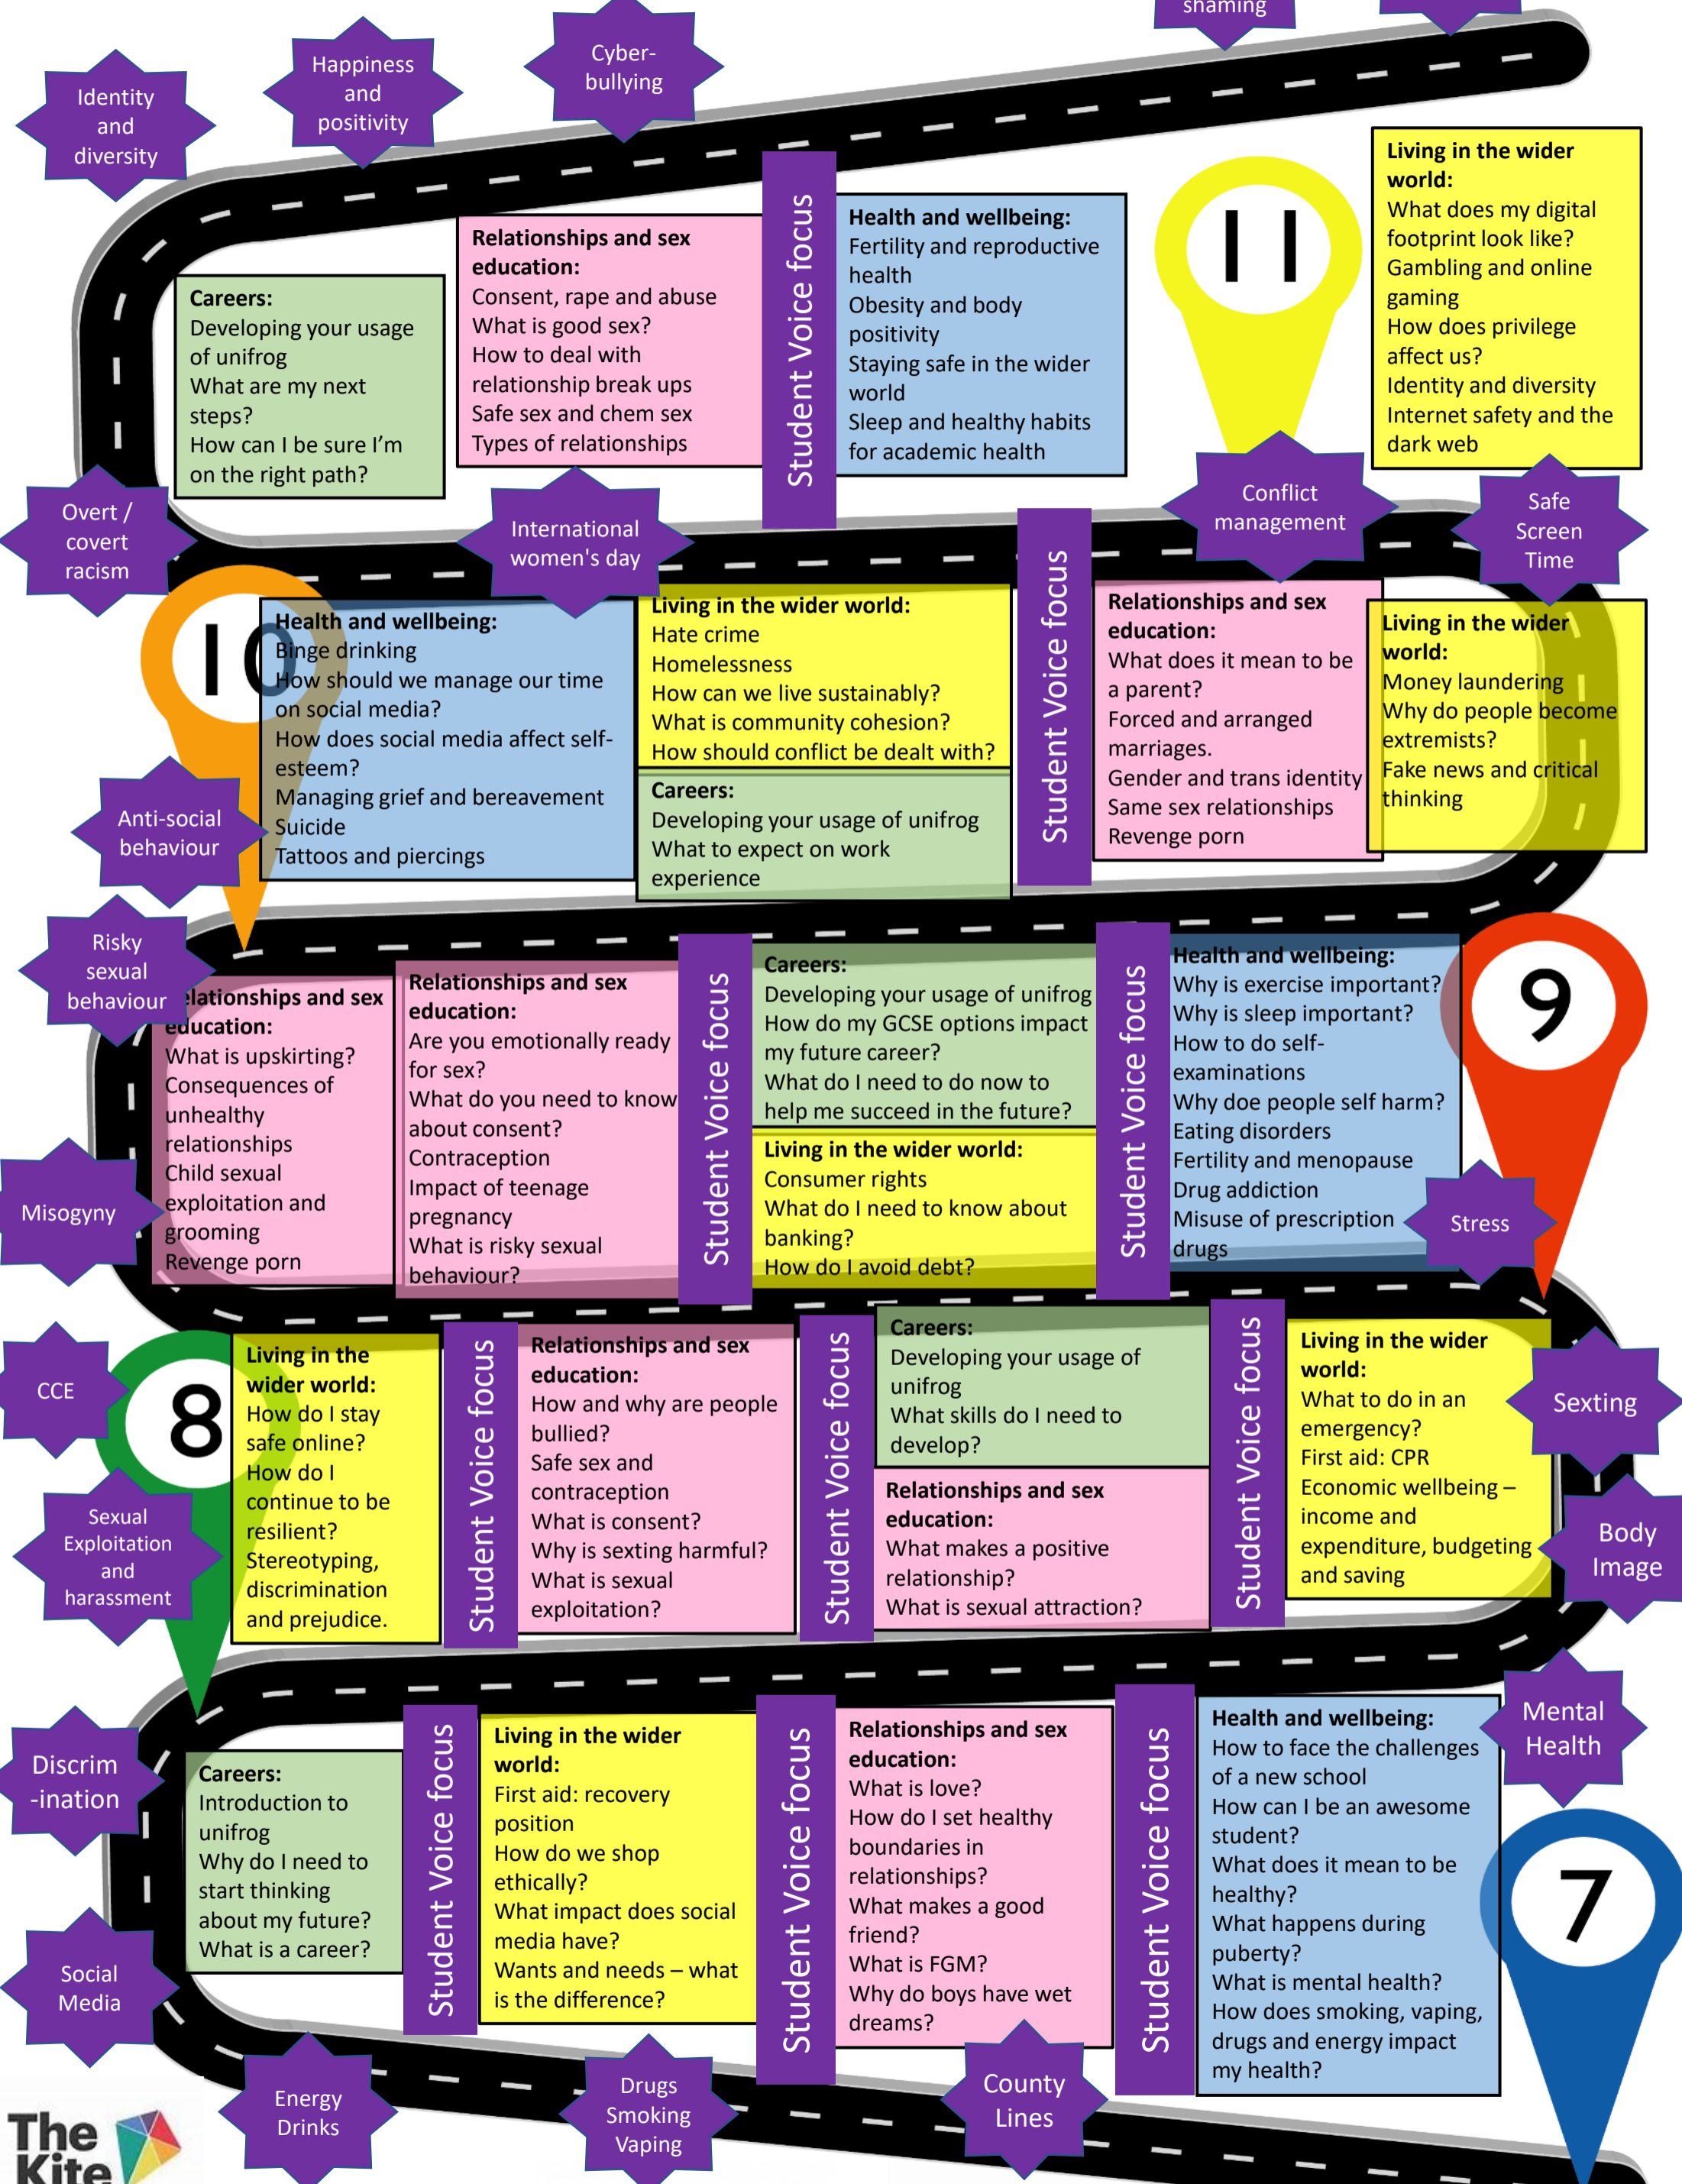 shaming
Happiness
and
positivity
Cyber-
bullying
Identity
and
diversity
Careers:
Developing your usage
of unifrog
What are my next
steps?
How can I be sure I'm
on the right path?
Relationships and sex
education:
Consent, rape and abuse
What is good sex?
How to deal with
relationship break ups
Safe sex and chem sex
Types of relationships
Student Voice focus
Health and wellbeing:
Fertility and reproductive
health
Obesity and body
positivity
Staying safe in the wider
world
Sleep and healthy habits
for academic health
11
Living in the wider
world:
What does my digital
footprint look like?
Gambling and online
gaming
How does privilege
affect us?
Identity and diversity
Internet safety and the
dark web
Overt /
covert
racism
International
women's day
Conflict
management
Safe
Screen
Time
10
Health and wellbeing:
Binge drinking
How should we manage our time
on social media?
How does social media affect self-
esteem?
Managing grief and bereavement
Suicide
Tattoos and piercings
Living in the wider world:
Hate crime
Homelessness
How can we live sustainably?
What is community cohesion?
How should conflict be dealt with?
Careers:
Developing your usage of unifrog
What to expect on work
experience
Student Voice focus
Relationships and sex
education:
What does it mean to be
a parent?
Forced and arranged
marriages.
Gender and trans identity
Same sex relationships
Revenge porn
Living in the wider
world:
Money laundering
Why do people become
extremists?
Fake news and critical
thinking
Anti-social
behaviour
Risky
sexual
behaviour
elationships and sex
education:
What is upskirting?
Consequences of
unhealthy
relationships
Child sexual
exploitation and
grooming
Revenge porn
Relationships and sex
education:
Are you emotionally ready
for sex?
What do you need to know
about consent?
Contraception
Impact of teenage
pregnancy
What is risky sexual
behaviour?
Student Voice focus
Careers:
Developing your usage of unifrog
How do my GCSE options impact
my future career?
What do I need to do now to
help me succeed in the future?
Living in the wider world:
Consumer rights
What do I need to know about
banking?
How do I avoid debt?
Student Voice focus
Health and wellbeing:
Why is exercise important?
Why is sleep important?
How to do self-
examinations
Why doe people self harm?
Eating disorders
Fertility and menopause
Drug addiction
Misuse of prescription
drugs
9
Misogyny
Stress
CCE
8
Living in the
wider world:
How do I stay
safe online?
How do I
continue to be
resilient?
Stereotyping,
discrimination
and prejudice.
Student Voice focus
Relationships and sex
education:
How and why are people
bullied?
Safe sex and
contraception
What is consent?
Why is sexting harmful?
What is sexual
exploitation?
Student Voice focus
Careers:
Developing your usage of
unifrog
What skills do I need to
develop?
Relationships and sex
education:
What makes a positive
relationship?
What is sexual attraction?
Student Voice focus
Living in the wider
world:
What to do in an
emergency?
First aid: CPR
Economic wellbeing –
income and
expenditure, budgeting
and saving
Sexting
Sexual
Exploitation
and
harassment
Body
Image
Discrim
-ination
Careers:
Introduction to
unifrog
Why do I need to
start thinking
about my future?
What is a career?
Student Voice focus
Living in the wider
world:
First aid: recovery
position
How do we shop
ethically?
What impact does social
media have?
Wants and needs – what
is the difference?
Student Voice focus
Relationships and sex
education:
What is love?
How do I set healthy
boundaries in
relationships?
What makes a good
friend?
What is FGM?
Why do boys have wet
dreams?
Student Voice focus
Health and wellbeing:
How to face the challenges
of a new school
How can I be an awesome
student?
What does it mean to be
healthy?
What happens during
puberty?
What is mental health?
How does smoking, vaping,
drugs and energy impact
my health?
Mental
Health
7
Social
Media
Energy
Drinks
Drugs
Smoking
Vaping
County
Lines
The
Kite